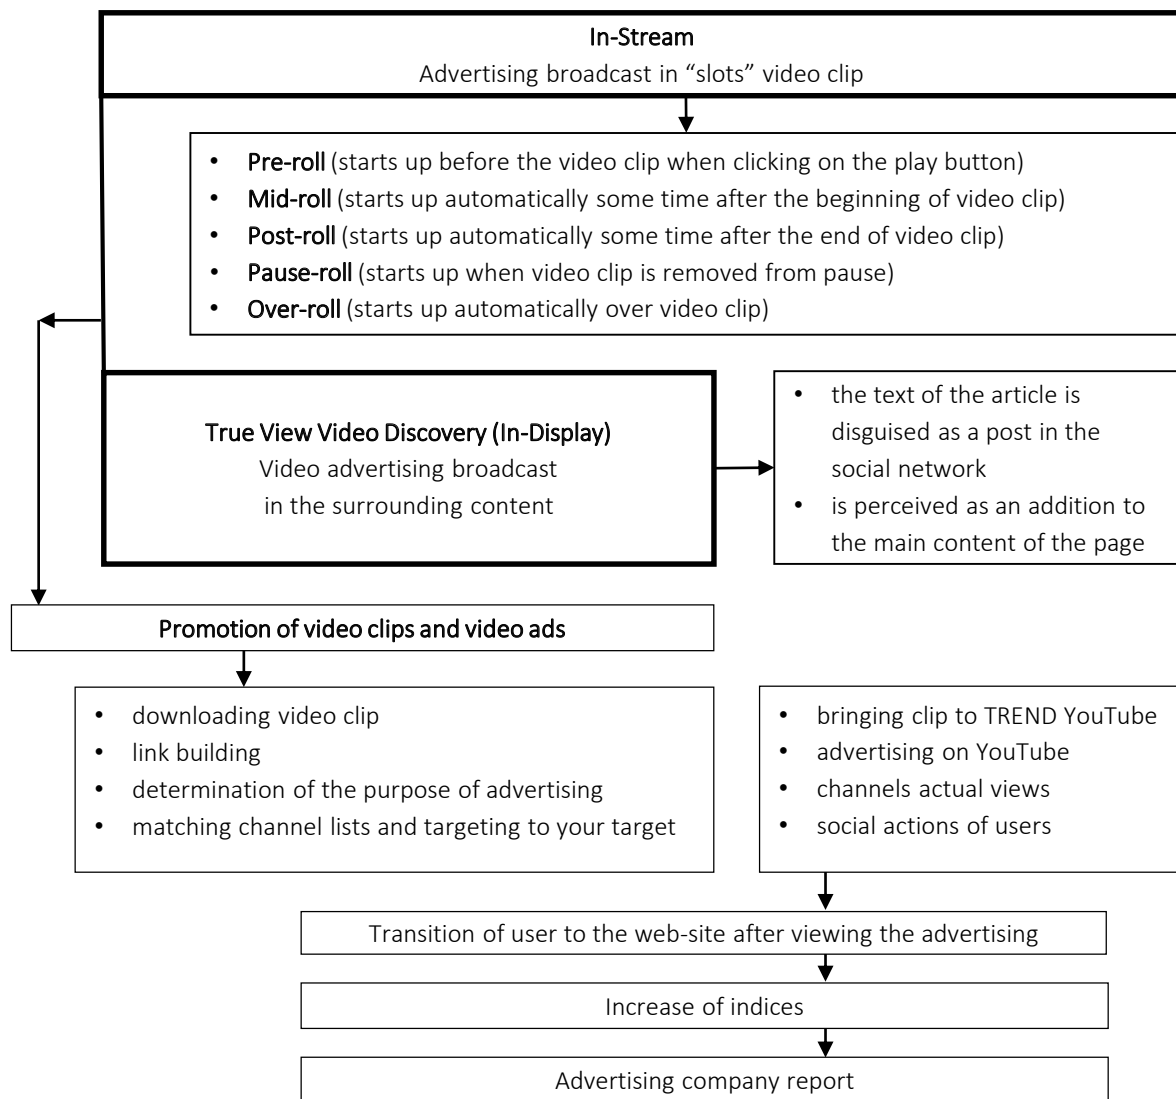 In-Stream
Advertising broadcast in “slots” video clip
• Pre-roll (starts up before the video clip when clicking on the play button)
• Mid-roll (starts up automatically some time after the beginning of video clip)
• Post-roll (starts up automatically some time after the end of video clip)
• Pause-roll (starts up when video clip is removed from pause)
• Over-roll (starts up automatically over video clip)
True View Video Discovery (In-Display)
Video advertising broadcast
in the surrounding content
• the text of the article is
disguised as a post in the
social network
• is perceived as an addition to
the main content of the page
Promotion of video clips and video ads
• downloading video clip
• link building
• determination of the purpose of advertising
• matching channel lists and targeting to your target
• bringing clip to TREND YouTube
• advertising on YouTube
• channels actual views
• social actions of users
Transition of user to the web-site after viewing the advertising
Increase of indices
Advertising company report